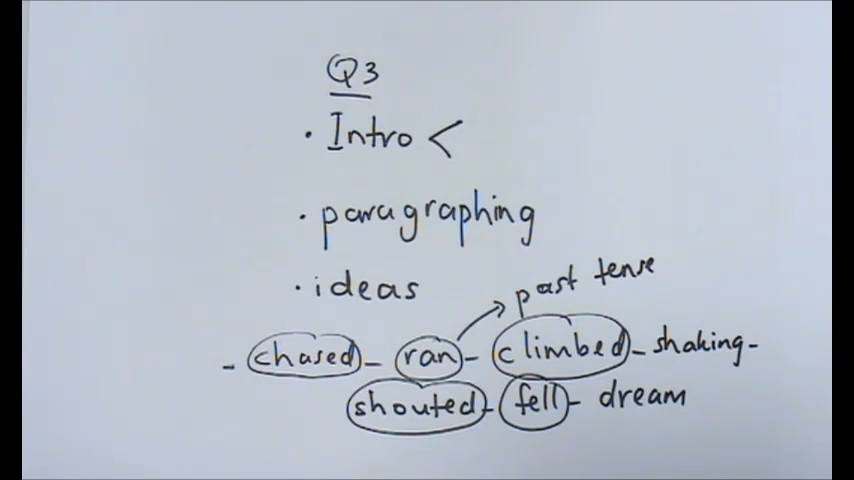 Q3
. Intro <
. paragraphing
. ideas
past tense
- chased - ran - climbed - shaking -
shouted - fell - dream